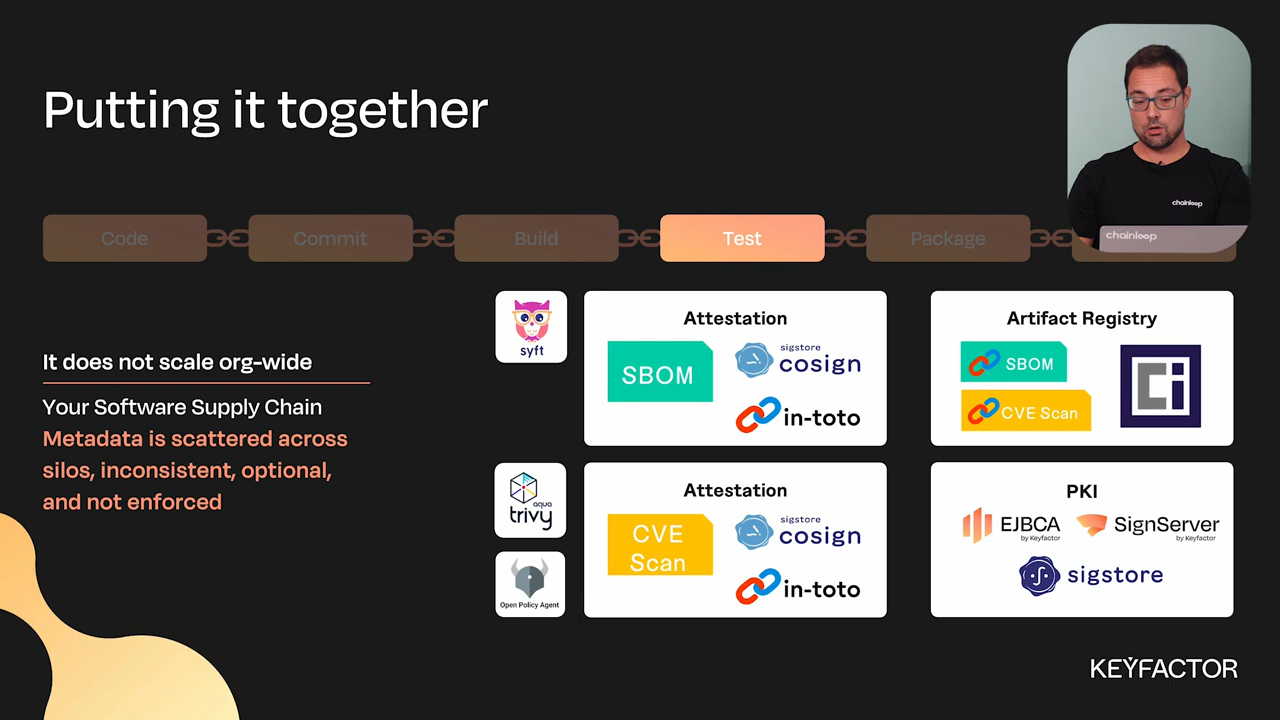 Putting it together
chainloop
chainloop
Code
Commit
Build
Test
Package
It does not scale org-wide
Your Software Supply Chain
Metadata is scattered across
silos, inconsistent, optional,
and not enforced
syft
Attestation
SBOM
sigstore
cosign
in-toto
Artifact Registry
SBOM
CVE Scan
Ci
aqua
trivy
Open Policy Agent
Attestation
CVE
Scan
sigstore
cosign
in-toto
PKI
EJBCA
by Keyfactor
SignServer
by Keyfactor
sigstore
KEYFACTOR